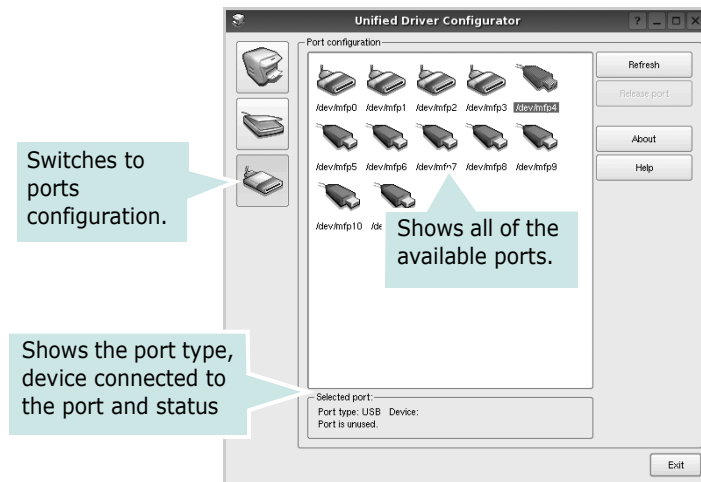 Unified Driver Configurator
Port configuration
/dev/mfp0 /dev/mfp1 /dev/mfp2 /dev/mfp3 /dev/mfp4
/dev/mfp5 /dev/mfp6 /dev/mfp7 /dev/mfp8 /dev/mfp9
/dev/mfp10
Refresh
Release port
About
Help
Switches to
ports
configuration.
Shows all of the
available ports.
Shows the port type,
device connected to
the port and status
Selected port:
Port type: USB Device:
Port is unused.
Exit